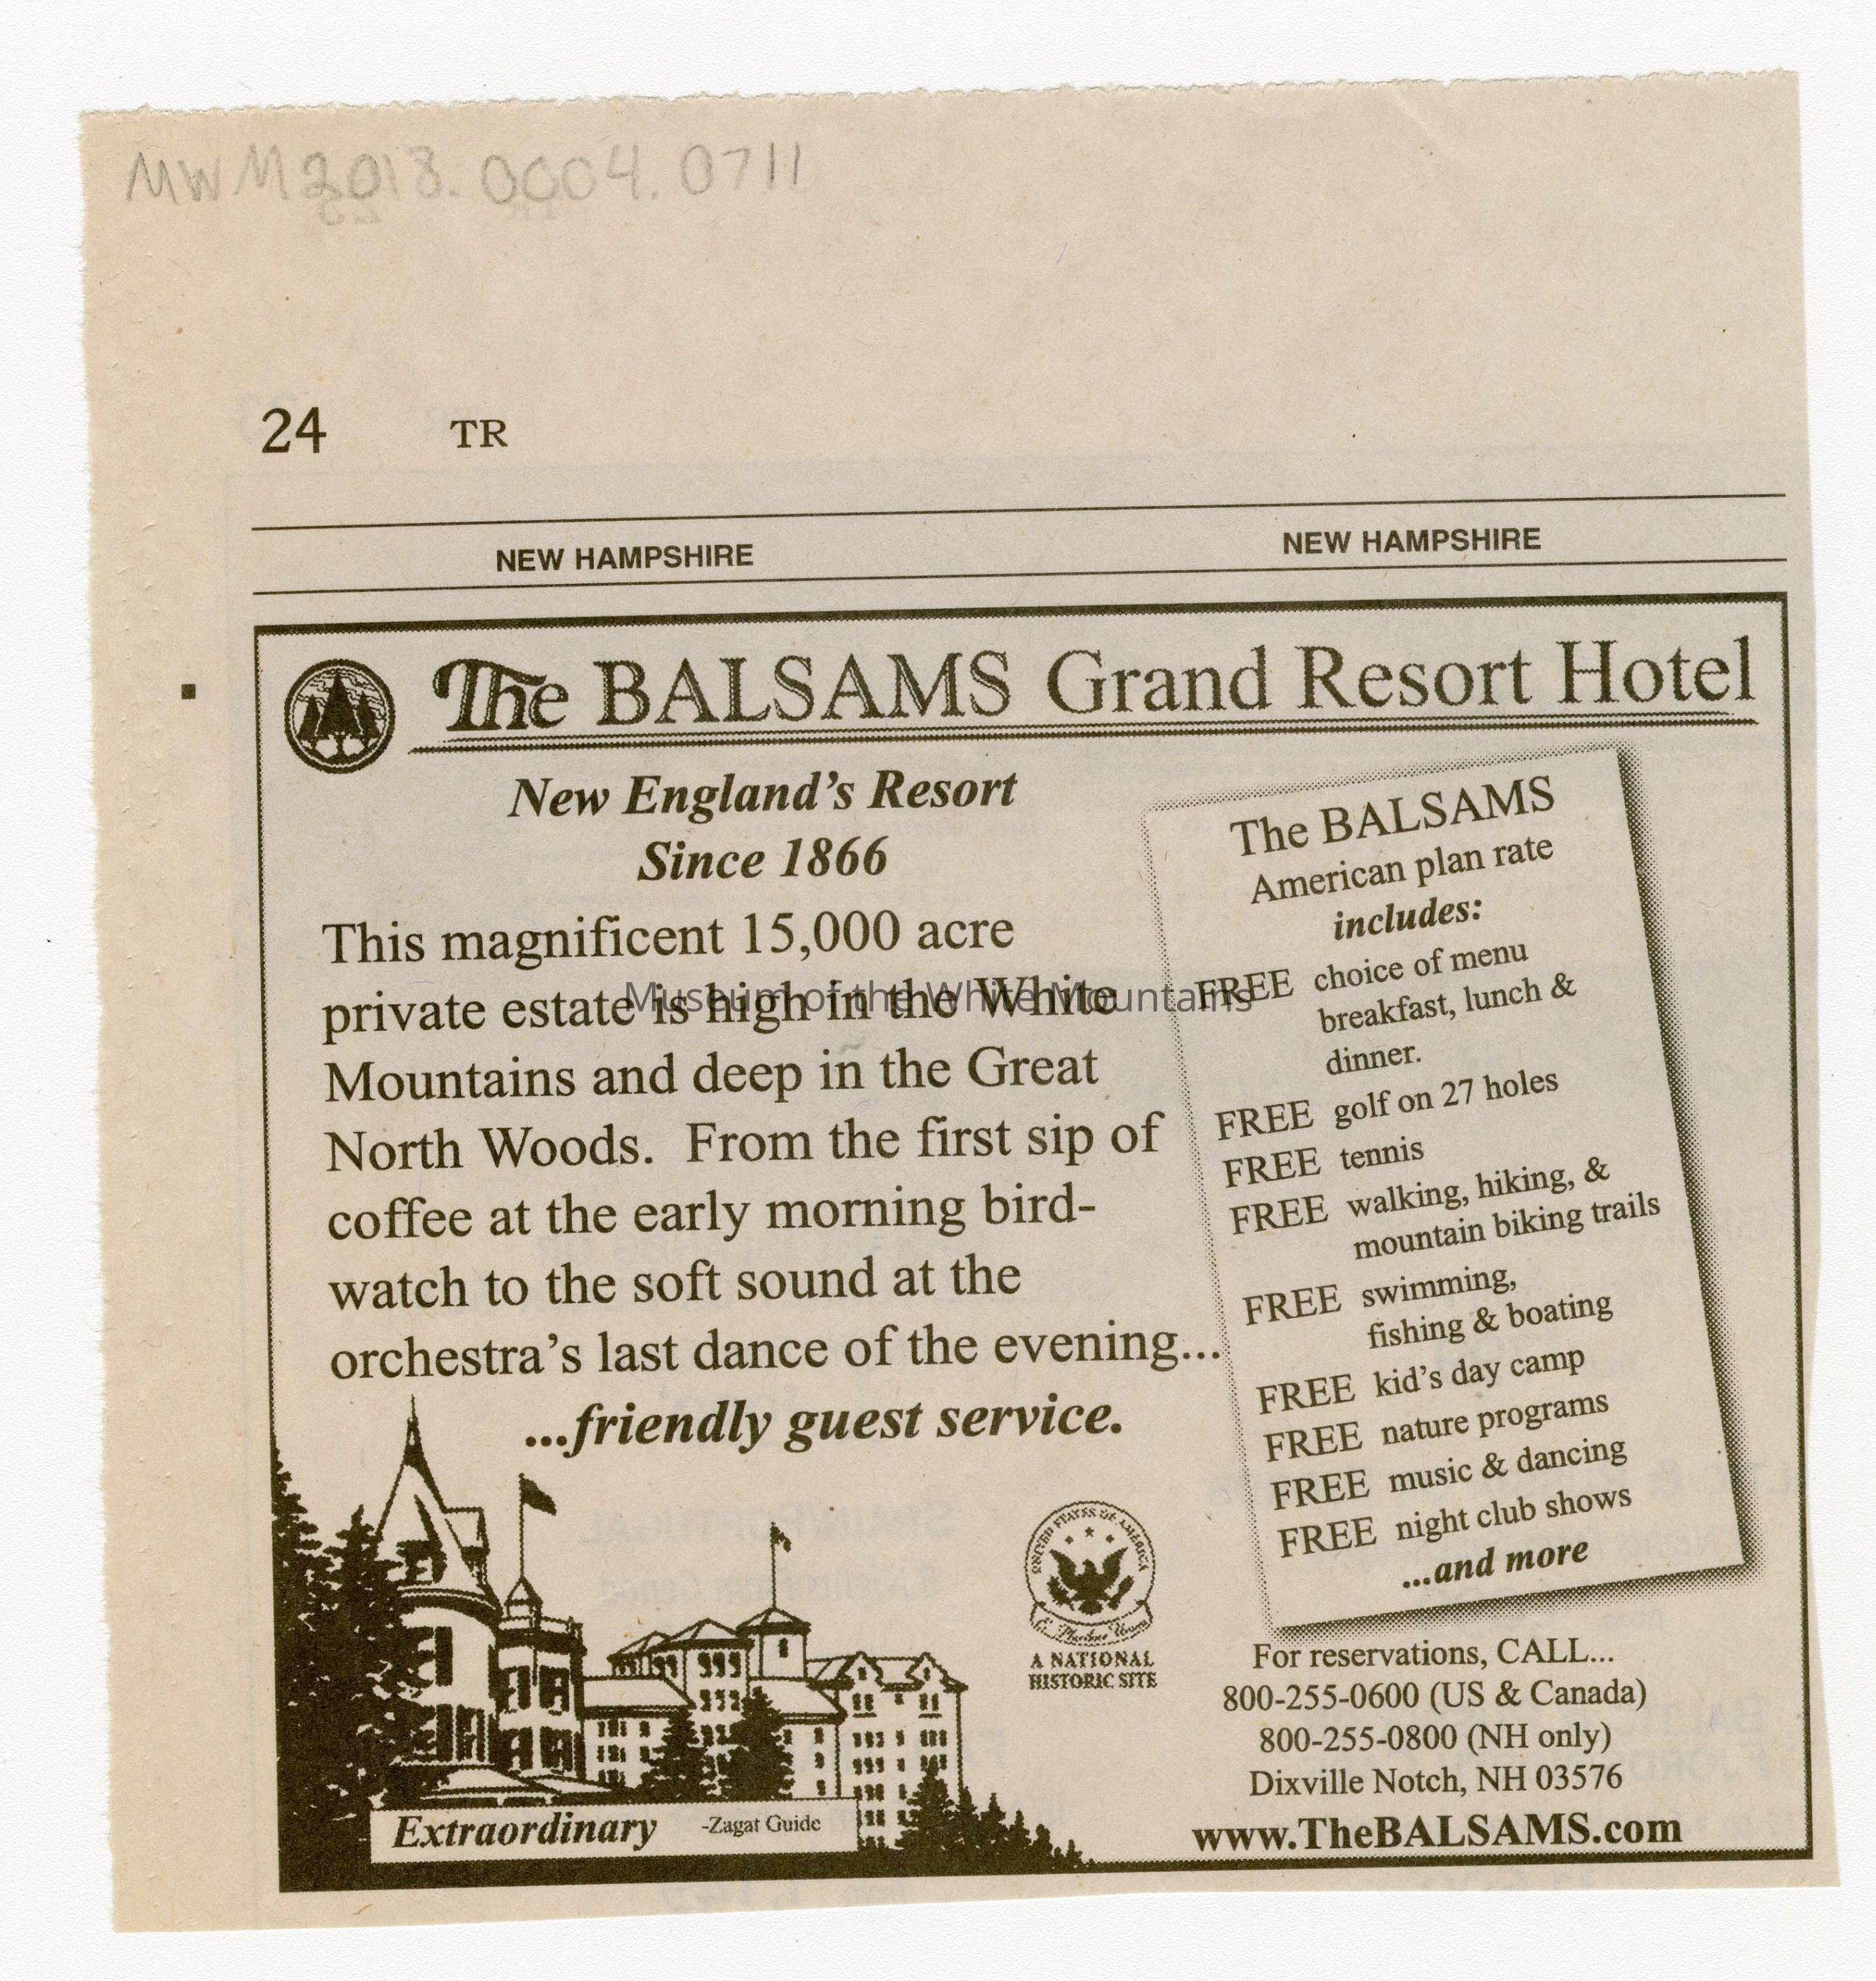 MWM2018.0004.0711
24 TR
NEW HAMPSHIRE NEW HAMPSHIRE
The BALSAMS Grand Resort Hotel
New England's Resort
Since 1866
This magnificent 15,000 acre
private estate is high in the White
Mountains and deep in the Great
North Woods. From the first sip of
coffee at the early morning bird-
watch to the soft sound at the
orchestra's last dance of the evening...
...friendly guest service.
Museum of the White Mountains
The BALSAMS
American plan rate
includes:
FREE choice of menu
breakfast, lunch &
dinner.
FREE golf on 27 holes
FREE tennis
FREE walking, hiking, &
mountain biking trails
FREE swimming,
fishing & boating
FREE kid's day camp
FREE nature programs
FREE music & dancing
FREE night club shows
...and more
UNITED STATES OF AMERICA
A NATIONAL
HISTORIC SITE
For reservations, CALL...
800-255-0600 (US & Canada)
800-255-0800 (NH only)
Dixville Notch, NH 03576
www.TheBALSAMS.com
Extraordinary -Zagat Guide